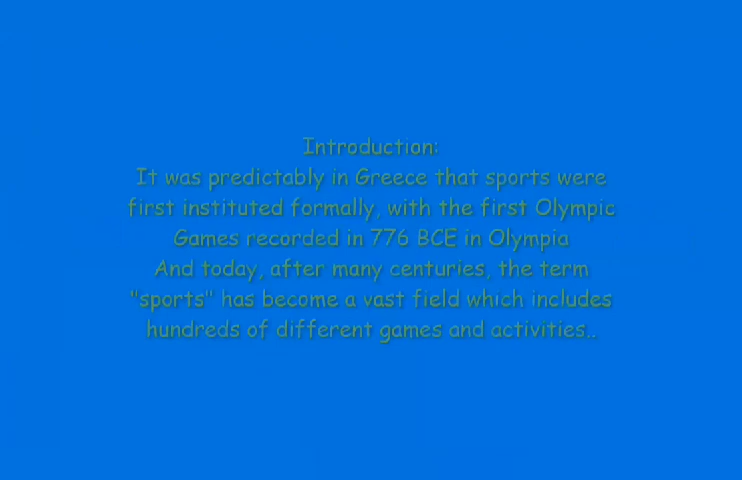 Introduction:
It was predictably in Greece that sports were
first instituted formally, with the first Olympic
Games recorded in 776 BCE in Olympia
And today, after many centuries, the term
"sports" has become a vast field which includes
hundreds of different games and activities..